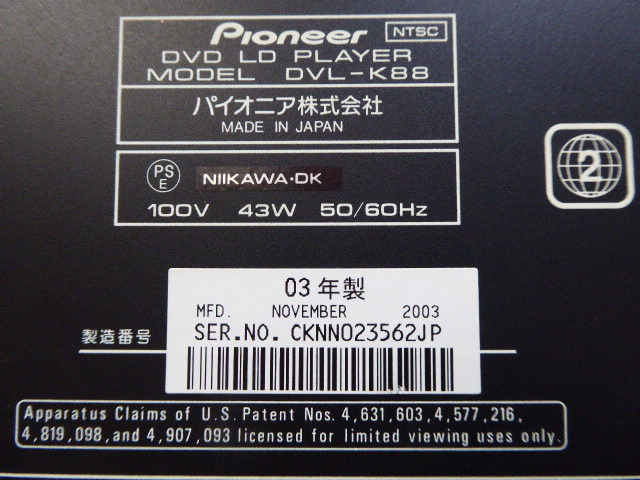 Pioneer NTSC
DVD LD PLAYER
MODEL DVL-K88
パイオニア株式会社
MADE IN JAPAN
PS
E
NIIKAWA・DK
100V 43W 50/60Hz
2
03年製
MFD. NOVEMBER 2003
製造番号 SER.NO. CKNN023562JP
Apparatus Claims of U.S. Patent Nos. 4,631,603, 4,577,216,
4,819,098, and 4,907,093 licensed for limited viewing uses only.